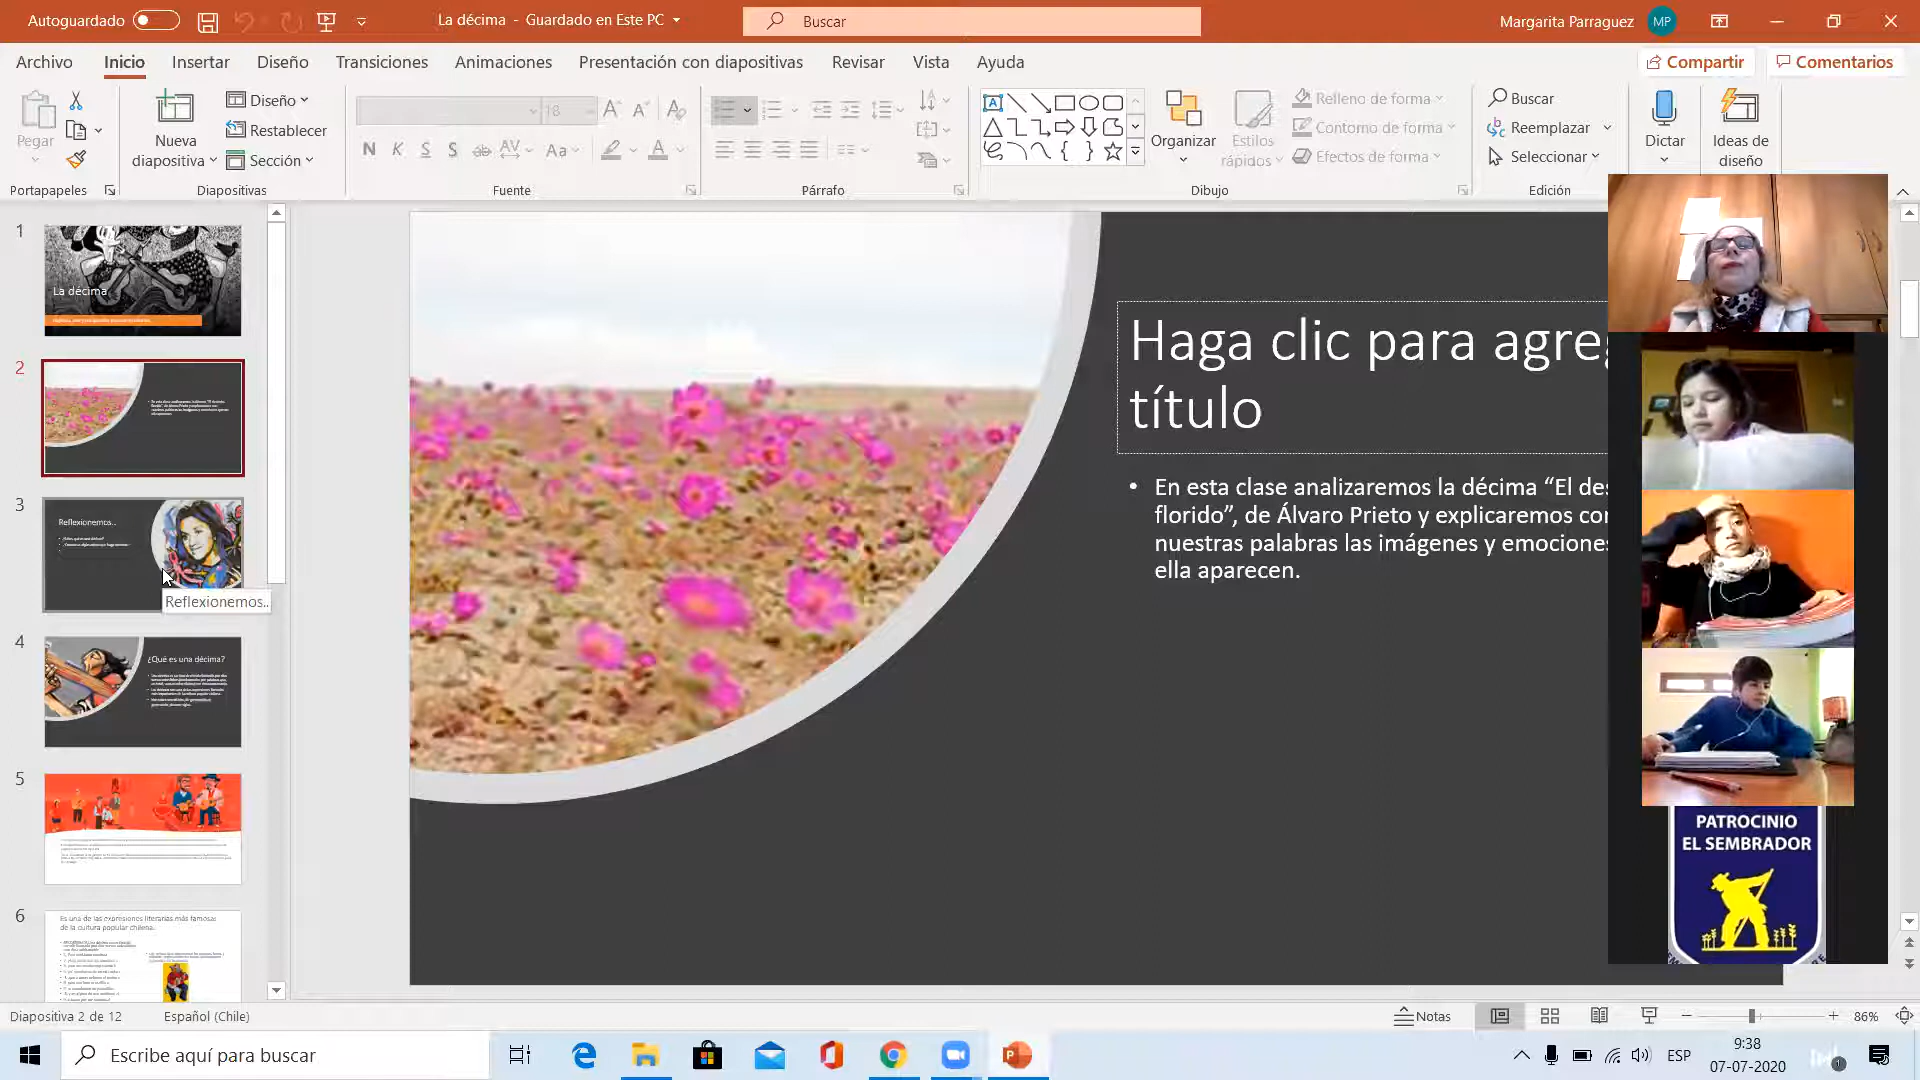 Autoguardado
La décima - Guardado en Este PC
Buscar
Margarita Parraguez
MP
Archivo
Inicio
Insertar
Diseño
Transiciones
Animaciones
Presentación con diapositivas
Revisar
Vista
Ayuda
Compartir
Comentarios
Pegar
Nueva
diapositiva
Diseño
Restablecer
Sección
18
N K S S ab AV Aa A
Organizar
Estilos
rápidos
Relleno de forma
Contorno de forma
Efectos de forma
Buscar
Reemplazar
Seleccionar
Dictar
Ideas de
diseño
Portapapeles
Diapositivas
Fuente
Párrafo
Dibujo
Edición
1
La décima
2
3
Reflexionemos..
Reflexionemos..
4
¿Qué es una décima?
5
6
Es una de las expresiones literarias más famosas
de la cultura popular chilena.
Haga clic para agre
título
• En esta clase analizaremos la décima “El des
florido”, de Álvaro Prieto y explicaremos con
nuestras palabras las imágenes y emociones
ella aparecen.
PATROCINIO
EL SEMBRADOR
Diapositiva 2 de 12
Español (Chile)
Notas
86%
Escribe aquí para buscar
ESP
9:38
07-07-2020
1